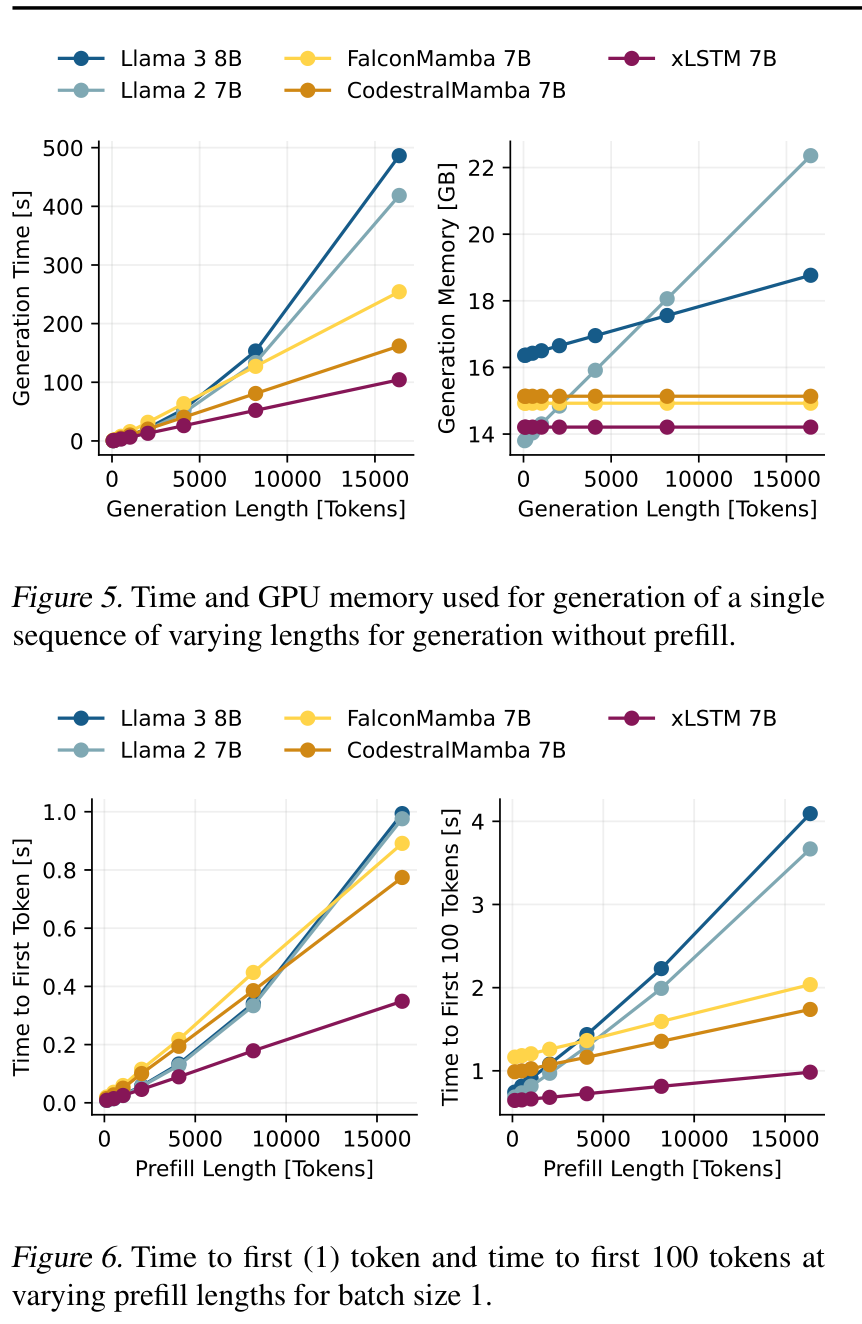 Llama 3 8B FalconMamba 7B xLSTM 7B
Llama 2 7B CodestralMamba 7B
500
400
300
200
100
0
Generation Time [s]
0 5000 10000 15000
Generation Length [Tokens]
22
20
18
16
14
Generation Memory [GB]
0 5000 10000 15000
Generation Length [Tokens]
Figure 5. Time and GPU memory used for generation of a single
sequence of varying lengths for generation without prefill.
Llama 3 8B FalconMamba 7B xLSTM 7B
Llama 2 7B CodestralMamba 7B
1.0
0.8
0.6
0.4
0.2
0.0
Time to First Token [s]
0 5000 10000 15000
Prefill Length [Tokens]
4
3
2
1
Time to First 100 Tokens [s]
0 5000 10000 15000
Prefill Length [Tokens]
Figure 6. Time to first (1) token and time to first 100 tokens at
varying prefill lengths for batch size 1.